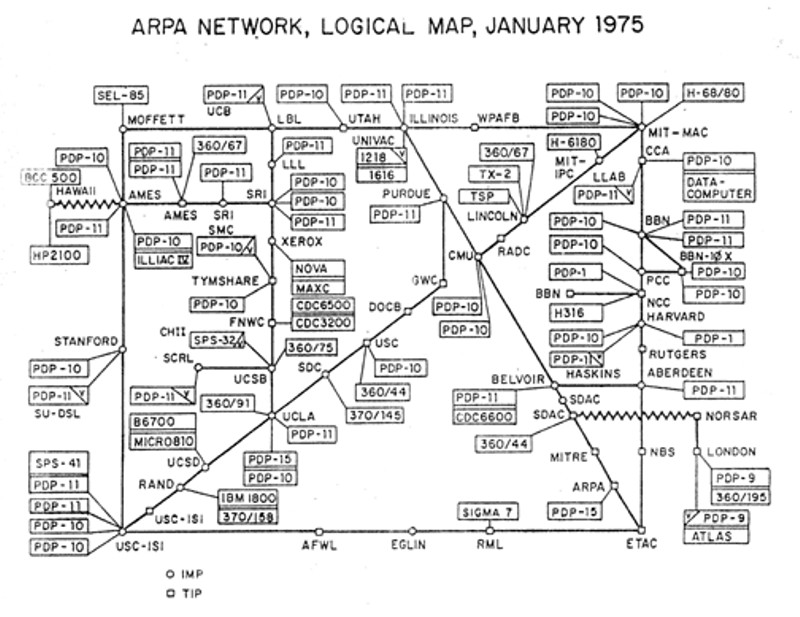 ARPA NETWORK, LOGICAL MAP, JANUARY 1975
SEL-85
PDP-11
UCB
PDP-10
PDP-11
PDP-11
PDP-10
PDP-10
PDP-10
H-68/80
MOFFETT
LBL
UTAH
ILLINOIS
WPAFB
MIT-MAC
PDP-11
PDP-11
360/67
PDP-11
LLL
UNIVAC
1218
1616
360/67
TX-2
TSP
LINCOLN
H-6180
MIT-
IPC
CCA
PDP-10
DATA-
COMPUTER
LLAB
PDP-11
PDP-10
BCC 500
HAWAII
AMES
PDP-11
HP2100
AMES
PDP-11
SRI
SRI
PDP-10
PDP-10
PDP-11
PURDUE
PDP-11
PDP-10
ILLIAC IV
SMC
PDP-10
XEROX
NOVA
MAXC
TYMSHARE
PDP-10
RADC
CMU
PDP-10
PDP-10
PDP-10
PDP-10
BBN
PDP-11
PDP-11
BBN-10X
PDP-10
PDP-10
PCC
PDP-1
BBN
NCC
H316
GWC
DOCB
FNWC
CDC6500
CDC3200
HARVARD
PDP-10
PDP-1
PDP-11
RUTGERS
STANFORD
PDP-10
PDP-11
SU-DSL
CHII
SPS-32
360/75
SCRL
UCSB
PDP-11
USC
PDP-10
360/44
SDC
370/145
HASKINS
BELVOIR
ABERDEEN
PDP-11
PDP-11
CDC6600
SDAC
SDAC
360/44
NORSAR
360/91
UCLA
PDP-11
B6700
MICRO810
UCSD
PDP-15
PDP-10
MITRE
NBS
LONDON
PDP-9
360/195
SPS-41
PDP-11
PDP-11
PDP-10
PDP-10
RAND
IBM 1800
370/158
USC-ISI
ARPA
PDP-15
SIGMA 7
PDP-9
ATLAS
USC-ISI
AFWL
EGLIN
RML
ETAC
IMP
TIP